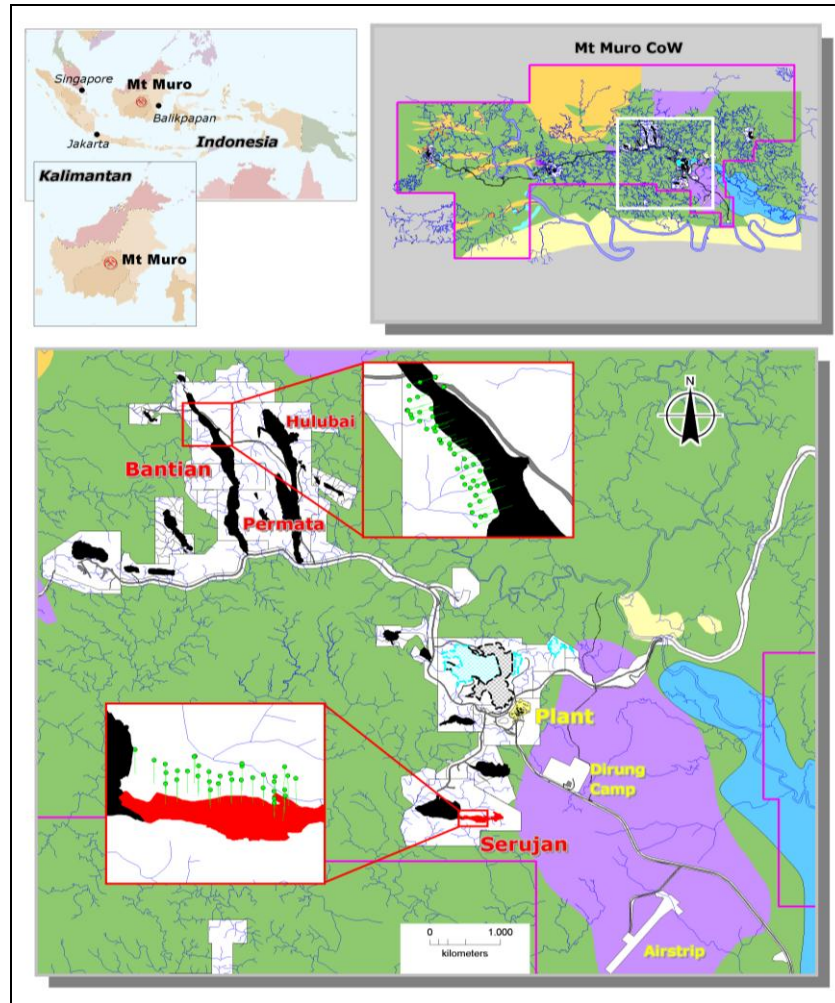 Singapore
Mt Muro
Balikpapan
Jakarta
Indonesia
Kalimantan
Mt Muro
Mt Muro CoW
N
Hulubai
Bantian
Permata
Plant
Dirung
Camp
Serujan
0 1.000
kilometers
Airstrip